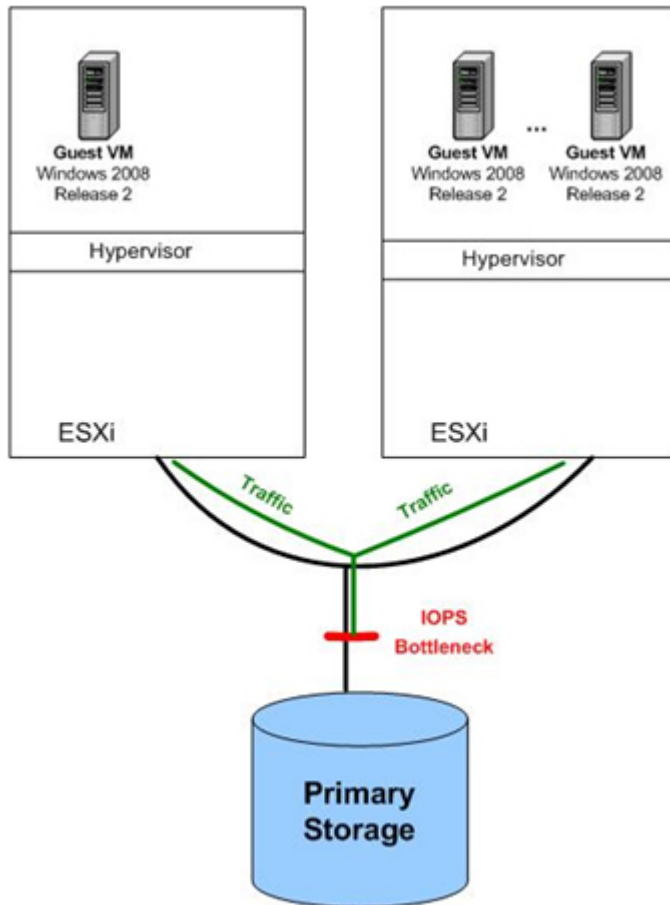 Guest VM
Windows 2008
Release 2
Hypervisor
ESXi
...
Guest VM
Windows 2008
Release 2
Guest VM
Windows 2008
Release 2
Hypervisor
ESXi
Traffic
Traffic
IOPS
Bottleneck
Primary
Storage